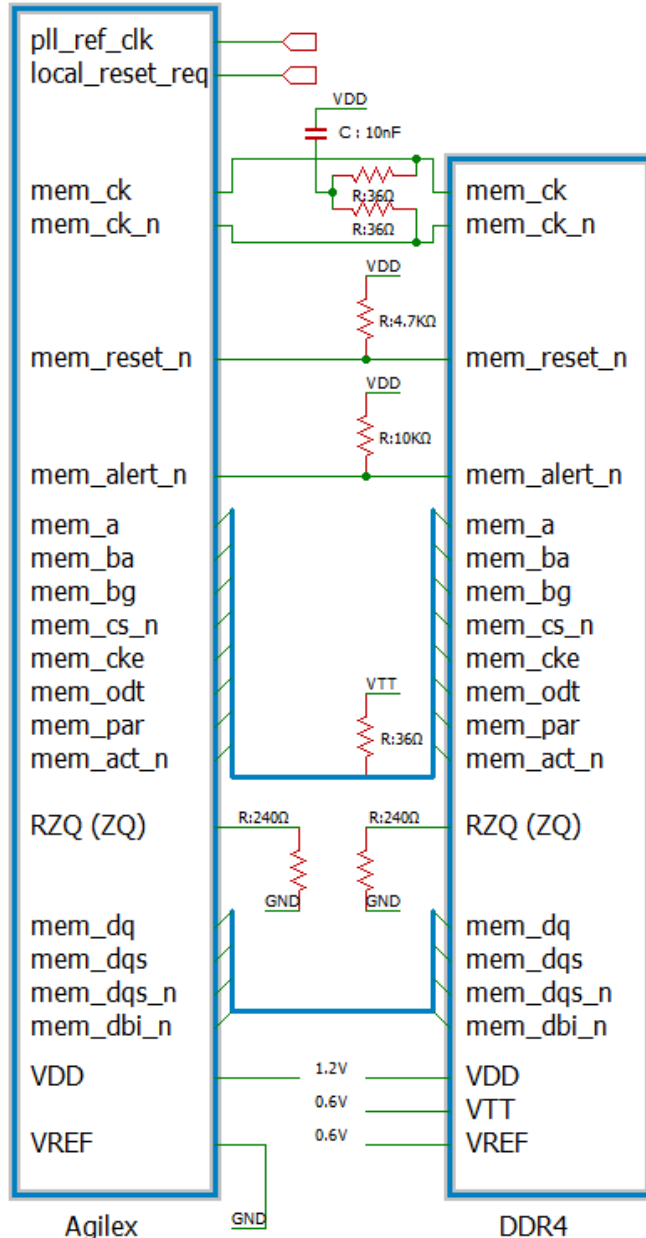 pll_ref_clk
local_reset_req
VDD
C : 10nF
mem_ck
R:36Ω
mem_ck
mem_ck_n
R:36Ω
mem_ck_n
VDD
R:4.7KΩ
mem_reset_n
mem_reset_n
VDD
R:10KΩ
mem_alert_n
mem_alert_n
mem_a
mem_a
mem_ba
mem_ba
mem_bg
mem_bg
mem_cs_n
mem_cs_n
mem_cke
mem_cke
VTT
mem_odt
mem_odt
mem_par
R:36Ω
mem_par
mem_act_n
mem_act_n
RZQ (ZQ)
R:240Ω
R:240Ω
RZQ (ZQ)
GND
GND
mem_dq
mem_dq
mem_dqs
mem_dqs
mem_dqs_n
mem_dqs_n
mem_dbi_n
mem_dbi_n
VDD
1.2V
VDD
0.6V
VTT
VREF
0.6V
VREF
GND
Agilex
DDR4